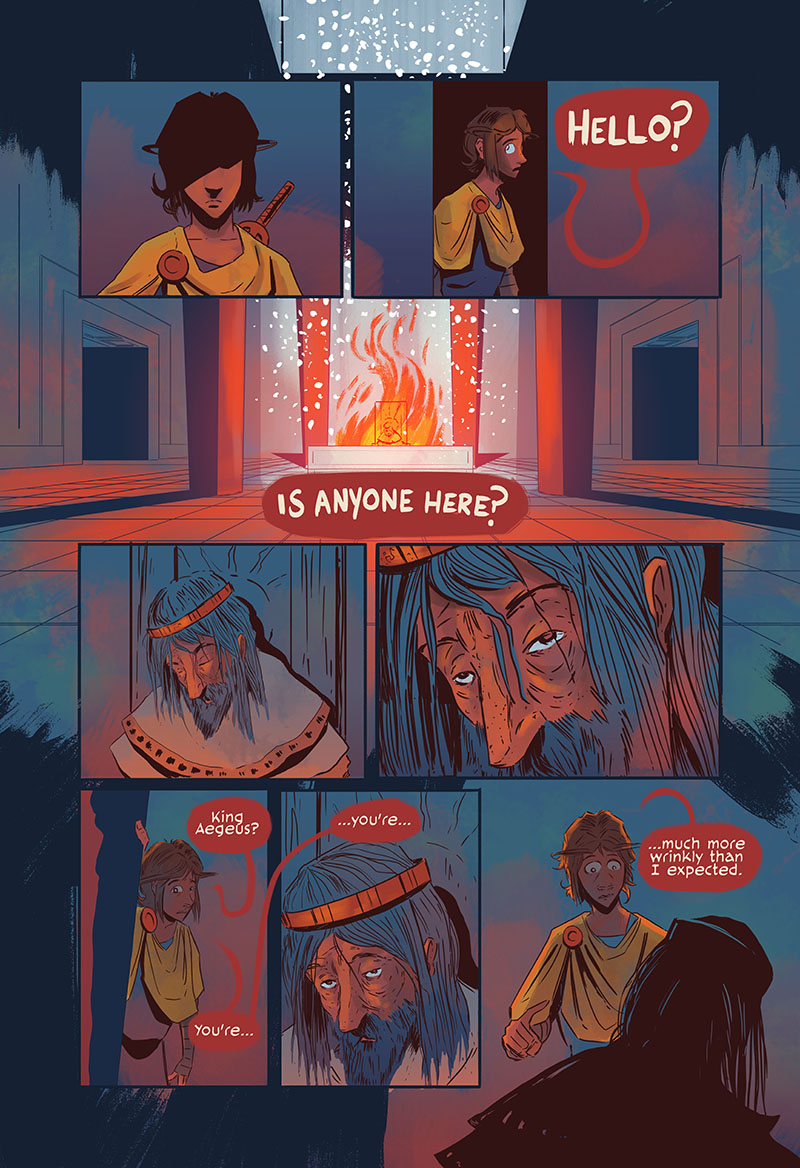 HELLO?
IS ANYONE HERE?
King
Aegeus?
You're...
...you're...
...much more
wrinkly than
I expected.